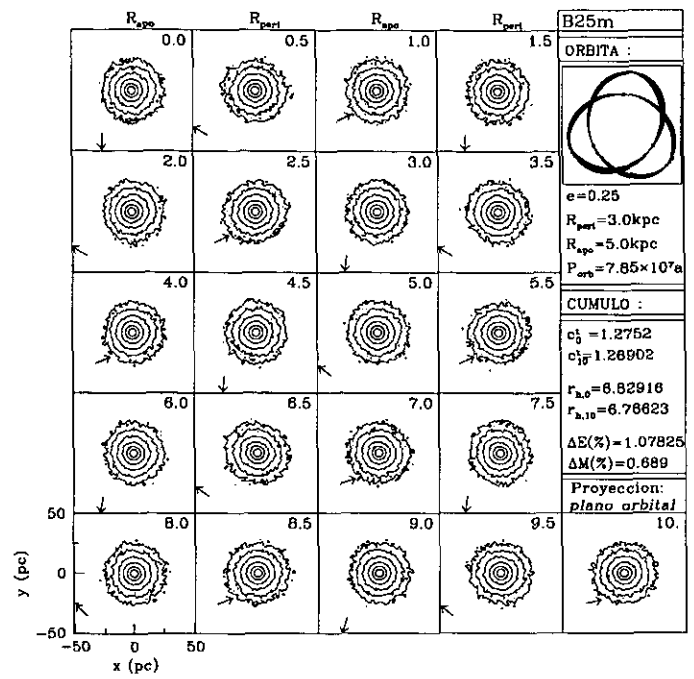 R_apo R_peri R_apo R_peri
0.0 0.5 1.0 1.5
2.0 2.5 3.0 3.5
4.0 4.5 5.0 5.5
6.0 6.5 7.0 7.5
8.0 8.5 9.0 9.5 10.
B25m
ORBITA :
e=0.25
R_peri=3.0kpc
R_apo=5.0kpc
P_orb=7.85×10⁷a
CUMULO :
c₀ᵗ=1.2752
c₁₀ᵗ=1.26902
r_h,0=6.82916
r_h,10=6.76623
ΔE(%)=1.07825
ΔM(%)=0.689
Proyeccion:
plano orbital
50
0
−50
y (pc)
−50 0 50
x (pc)